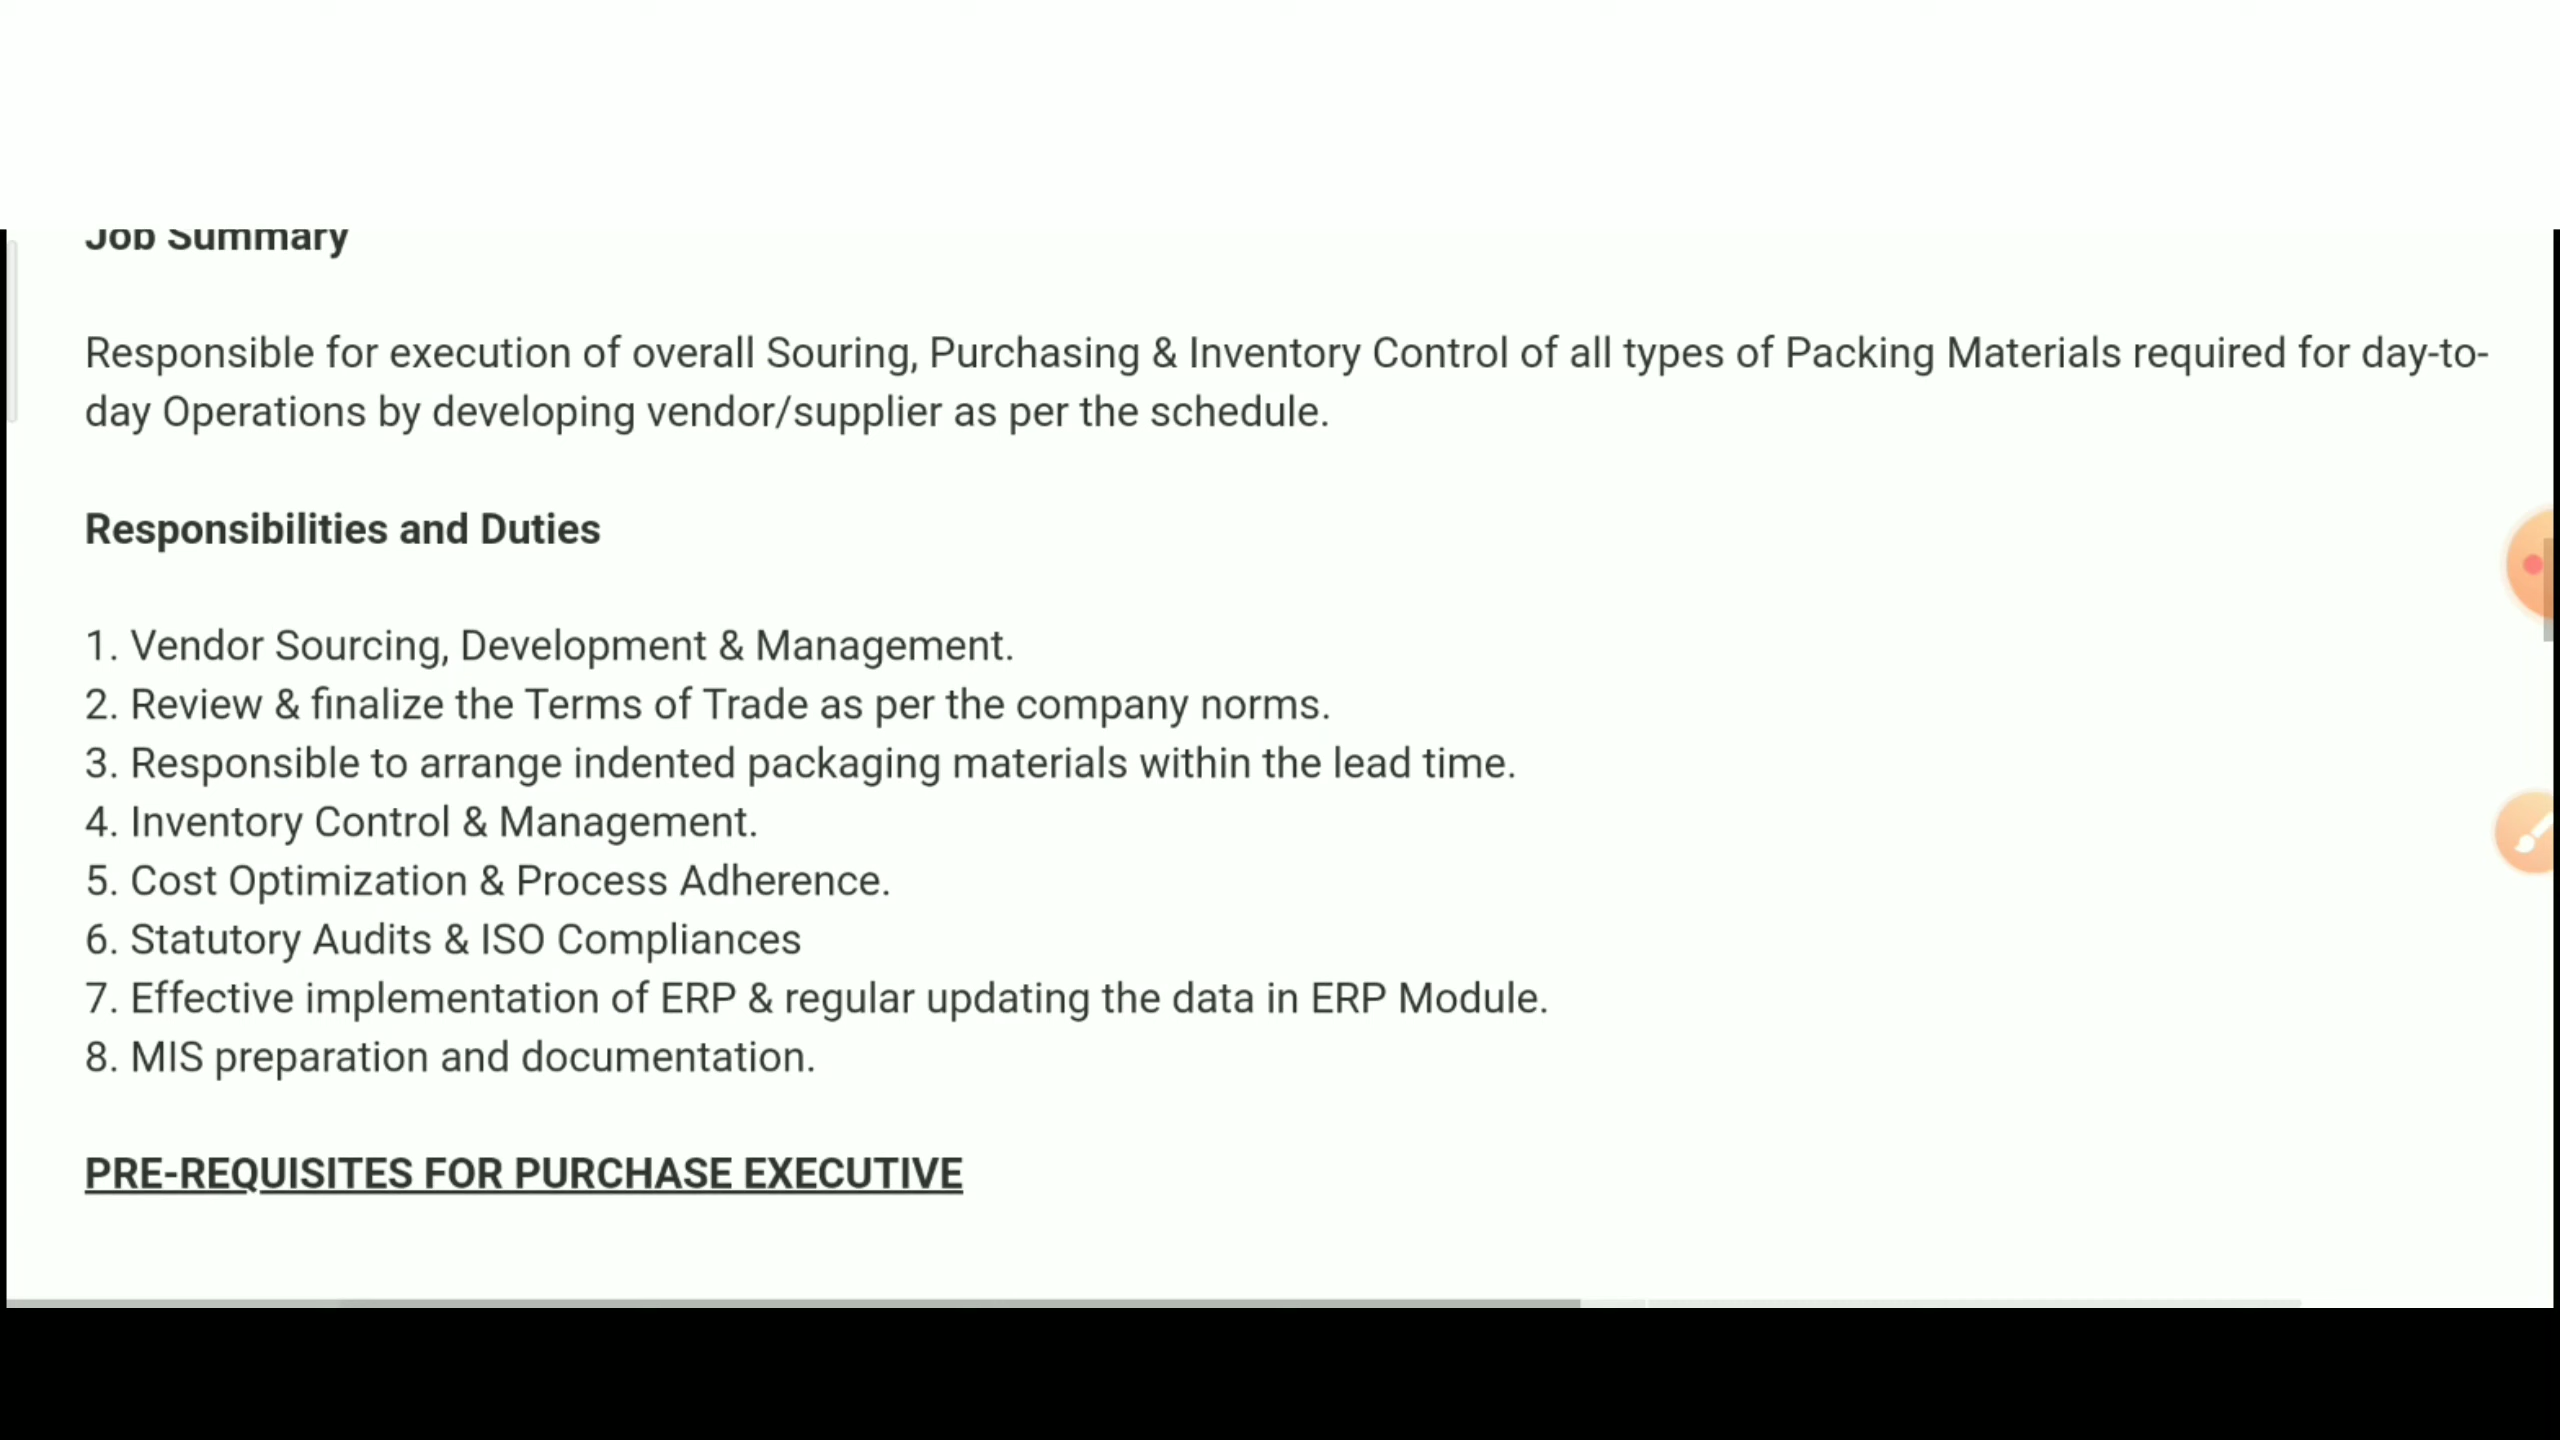 Job Summary
Responsible for execution of overall Souring, Purchasing & Inventory Control of all types of Packing Materials required for day-to-
day Operations by developing vendor/supplier as per the schedule.
Responsibilities and Duties
1. Vendor Sourcing, Development & Management.
2. Review & finalize the Terms of Trade as per the company norms.
3. Responsible to arrange indented packaging materials within the lead time.
4. Inventory Control & Management.
5. Cost Optimization & Process Adherence.
6. Statutory Audits & ISO Compliances
7. Effective implementation of ERP & regular updating the data in ERP Module.
8. MIS preparation and documentation.
PRE-REQUISITES FOR PURCHASE EXECUTIVE